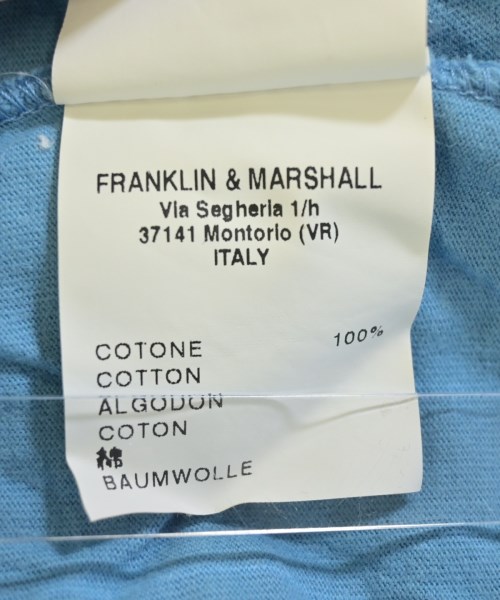 FRANKLIN & MARSHALL
Via Segheria 1/h
37141 Montorio (VR)
ITALY
100%
COTONE
COTTON
ALGODON
COTON
綿
BAUMWOLLE